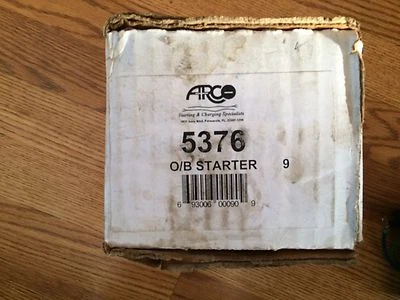 ARCO
Starting & Charging Specialists
5376
O/B STARTER 9
6 93006 00090 9